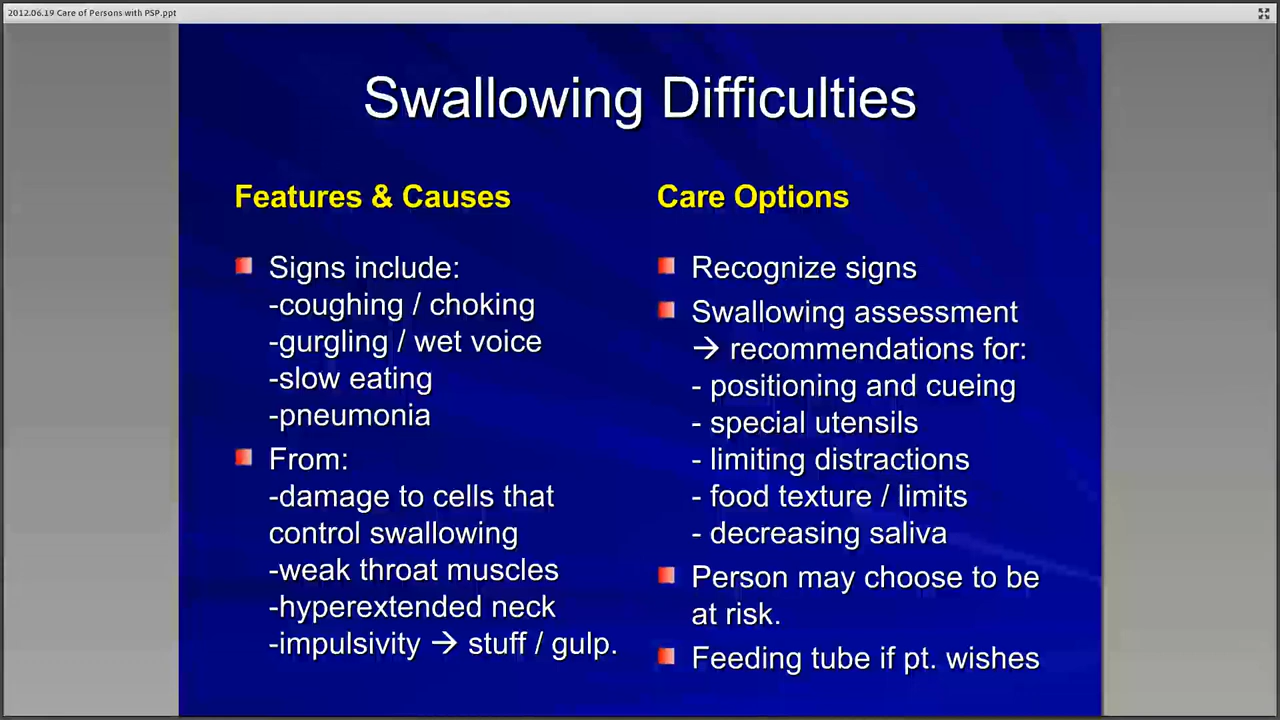 2012.06.19 Care of Persons with PSP.ppt
Swallowing Difficulties
Features & Causes
Signs include:
-coughing / choking
-gurgling / wet voice
-slow eating
-pneumonia
From:
-damage to cells that
control swallowing
-weak throat muscles
-hyperextended neck
-impulsivity → stuff / gulp.
Care Options
Recognize signs
Swallowing assessment
→ recommendations for:
- positioning and cueing
- special utensils
- limiting distractions
- food texture / limits
- decreasing saliva
Person may choose to be
at risk.
Feeding tube if pt. wishes